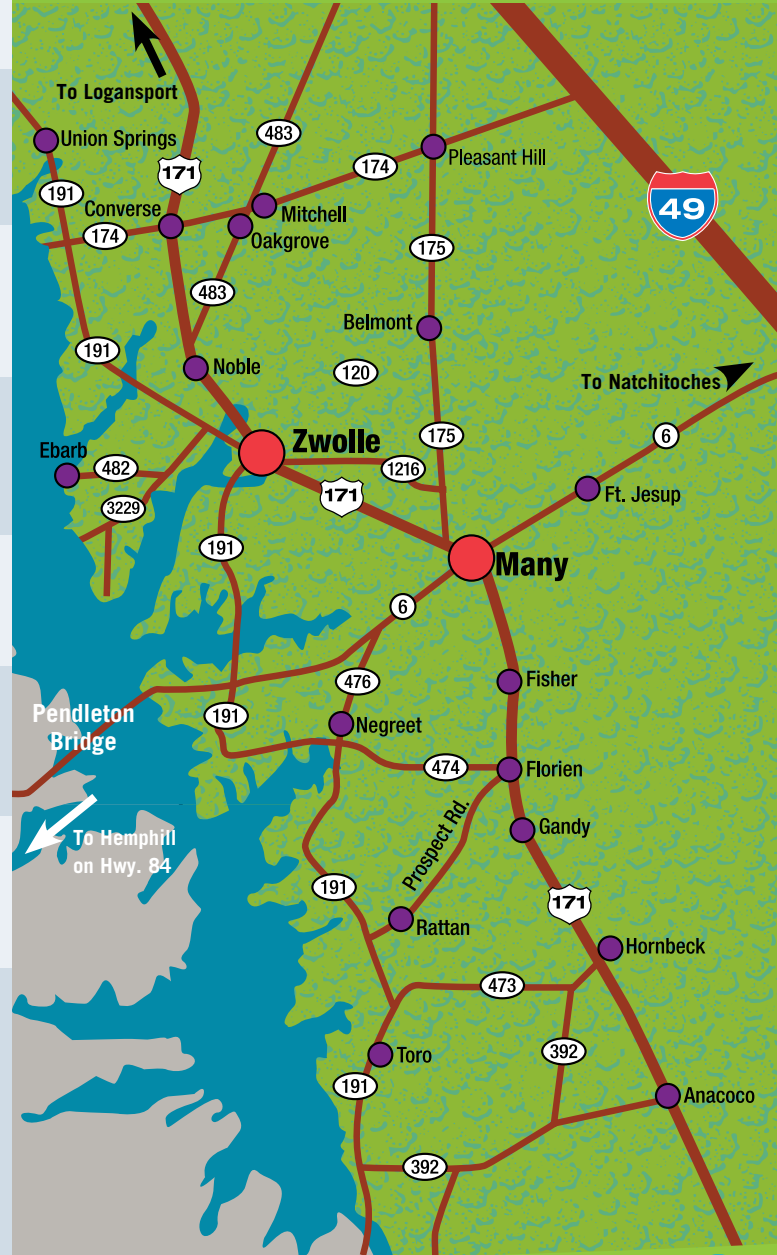 To Logansport
483
Union Springs
171
174
Pleasant Hill
191
49
Converse
Mitchell
174
Oakgrove
175
483
Belmont
191
Noble
120
To Natchitoches
Zwolle
175
6
Ebarb
482
1216
171
Ft. Jesup
3229
191
Many
6
476
Fisher
Pendleton
Bridge
191
Negreet
474
Florien
To Hemphill
on Hwy. 84
Prospect Rd.
Gandy
191
171
Rattan
Hornbeck
473
Toro
392
191
Anacoco
392